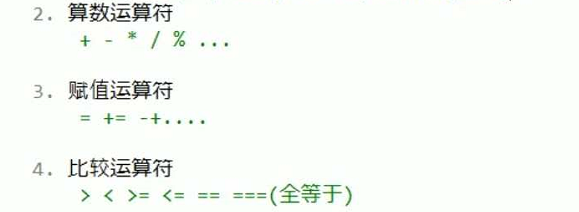 2. 算数运算符
+ - * / % ...
3. 赋值运算符
= += -+....
4. 比较运算符
> < >= <= == ===(全等于)